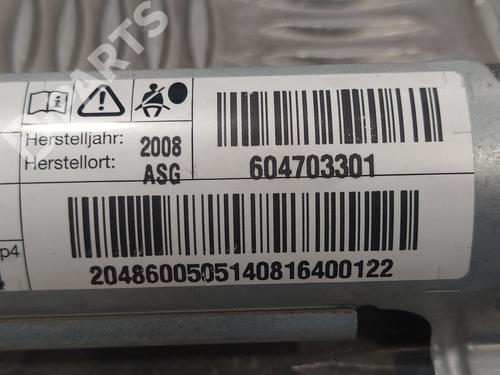 B-PARTS
Herstelljahr: 2008
Herstellort: ASG
604703301
p4
2048600505140816400122